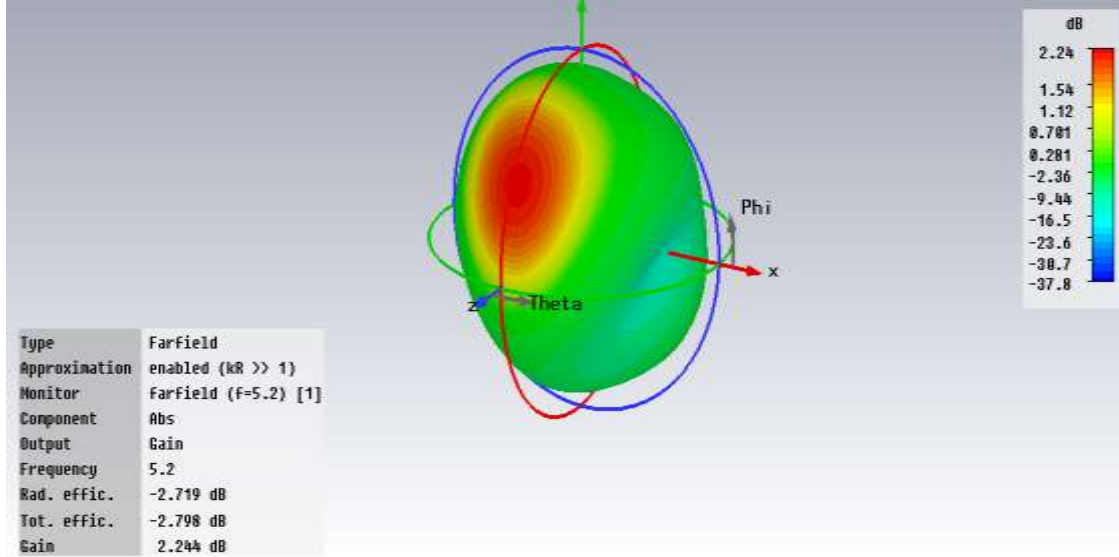 dB
2.24
1.54
1.12
0.701
0.281
-2.36
-9.44
-16.5
-23.6
-30.7
-37.8
Phi
x
z
Theta
Type Farfield
Approximation enabled (kR >> 1)
Monitor farfield (f=5.2) [1]
Component Abs
Output Gain
Frequency 5.2
Rad. effic. -2.719 dB
Tot. effic. -2.798 dB
Gain 2.244 dB